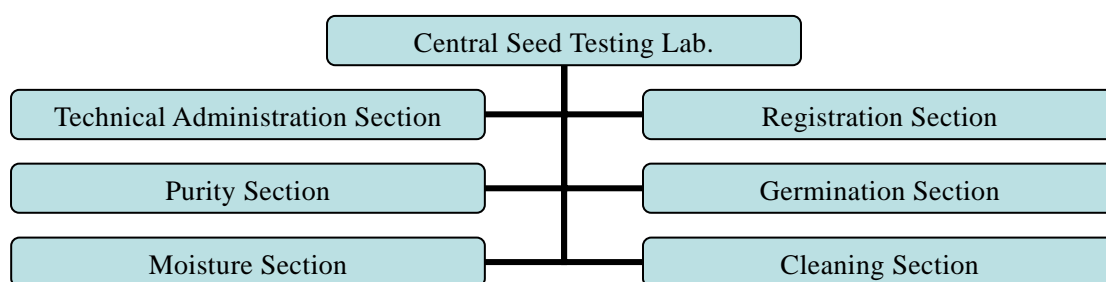 Central Seed Testing Lab.
Technical Administration Section
Registration Section
Purity Section
Germination Section
Moisture Section
Cleaning Section